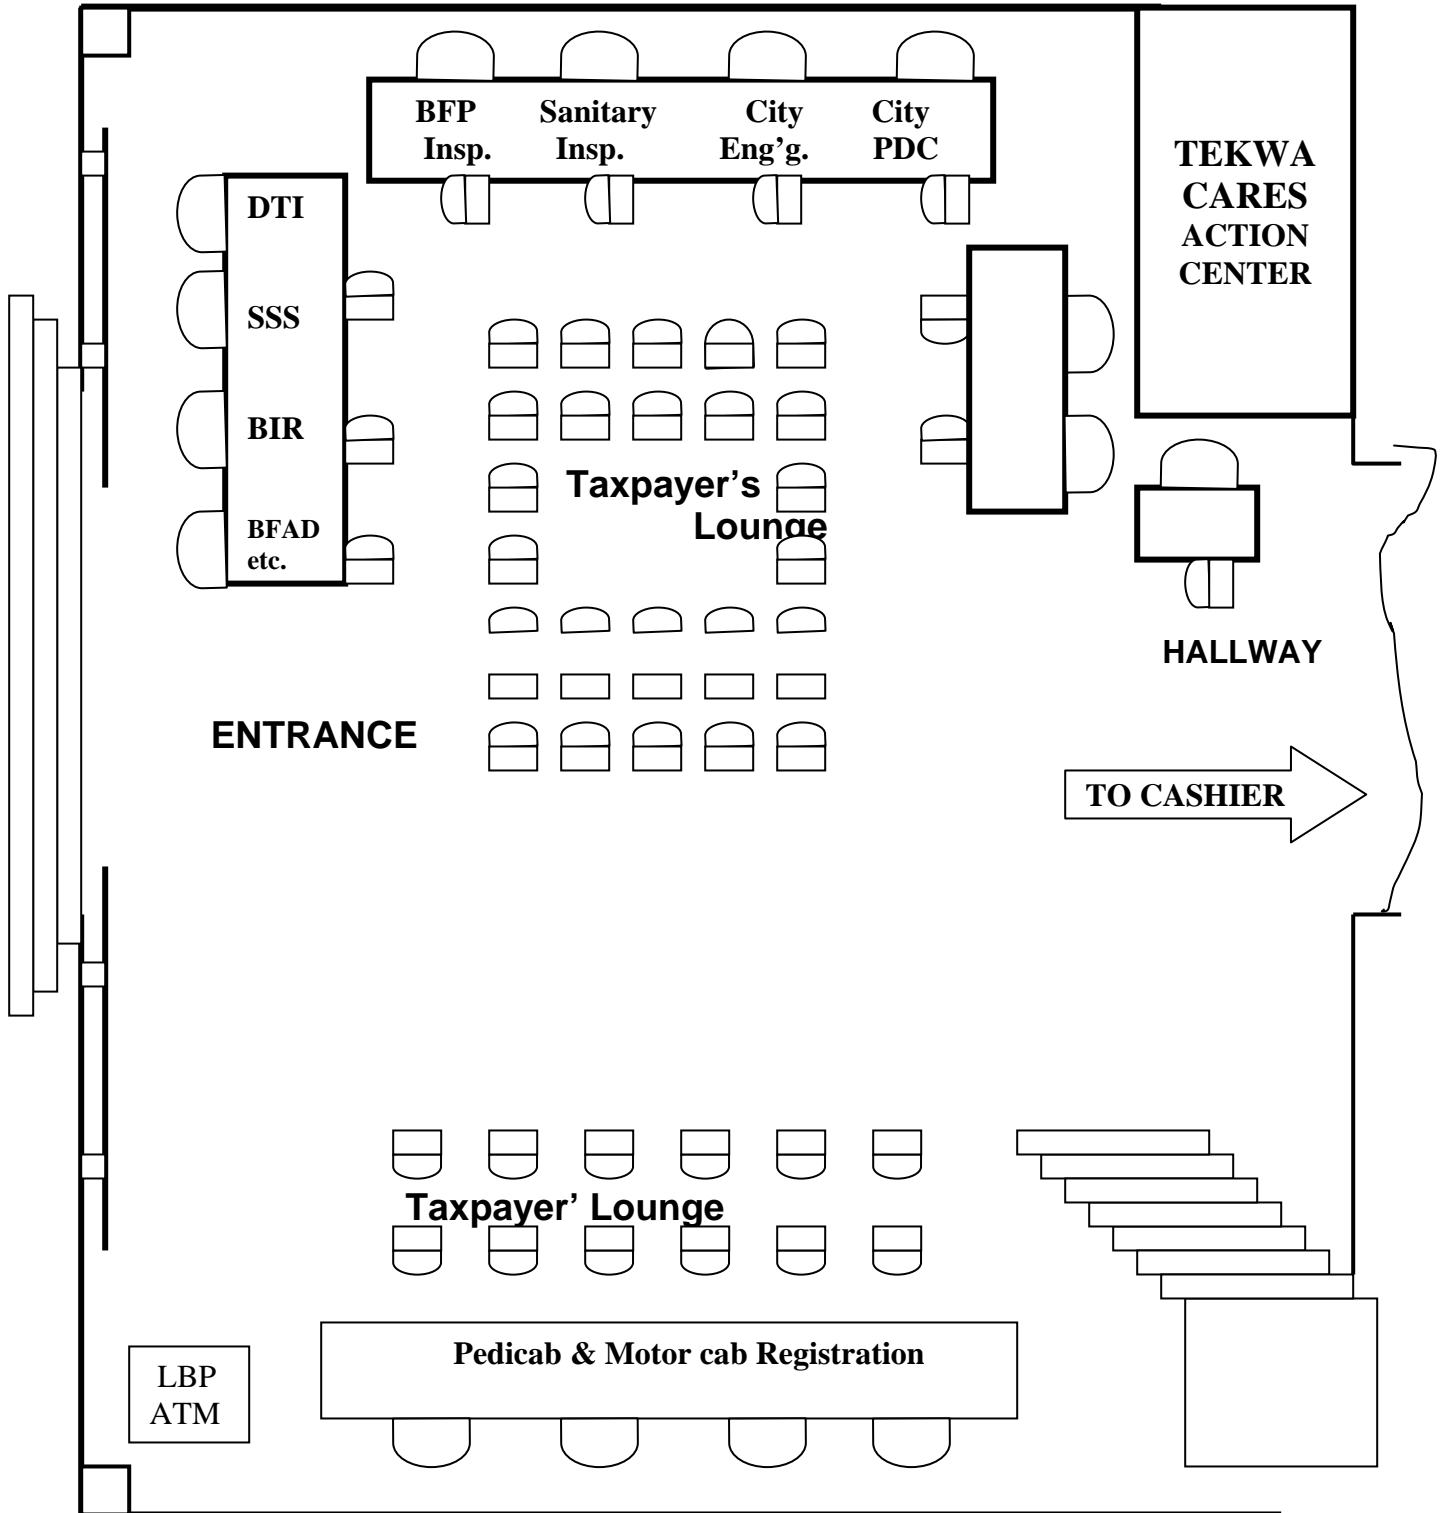 BFP Insp.
Sanitary Insp.
City Eng’g.
City PDC
TEKWA
CARES
ACTION
CENTER
DTI
SSS
BIR
BFAD
etc.
Taxpayer’s
Lounge
HALLWAY
ENTRANCE
TO CASHIER
Taxpayer’ Lounge
Pedicab & Motor cab Registration
LBP
ATM